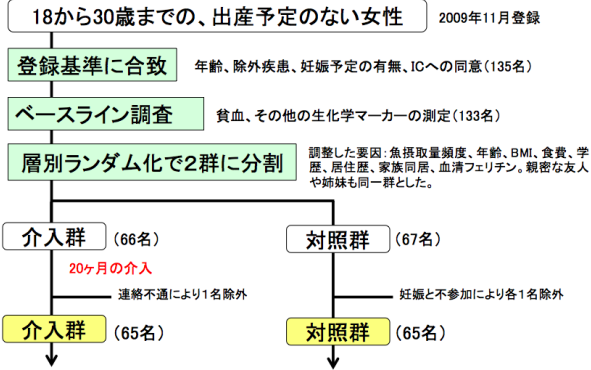 18から30歳までの、出産予定のない女性
2009年11月登録
登録基準に合致
年齢、除外疾患、妊娠予定の有無、ICへの同意(135名)
ベースライン調査
貧血、その他の生化学マーカーの測定(133名)
層別ランダム化で2群に分割
調整した要因:魚摂取量頻度、年齢、BMI、食費、学
歴、居住歴、家族同居、血清フェリチン。親密な友人
や姉妹も同一群とした。
介入群
(66名)
対照群
(67名)
20ヶ月の介入
連絡不通により1名除外
妊娠と不参加により各1名除外
介入群
(65名)
対照群
(65名)